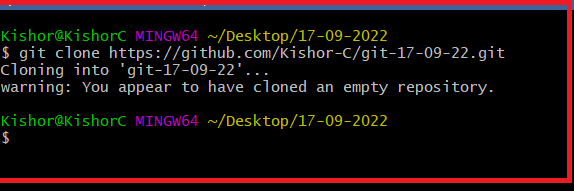 Kishor@KishorC MINGW64 ~/Desktop/17-09-2022
$ git clone https://github.com/Kishor-C/git-17-09-22.git
Cloning into 'git-17-09-22'...
warning: You appear to have cloned an empty repository.
Kishor@KishorC MINGW64 ~/Desktop/17-09-2022
$